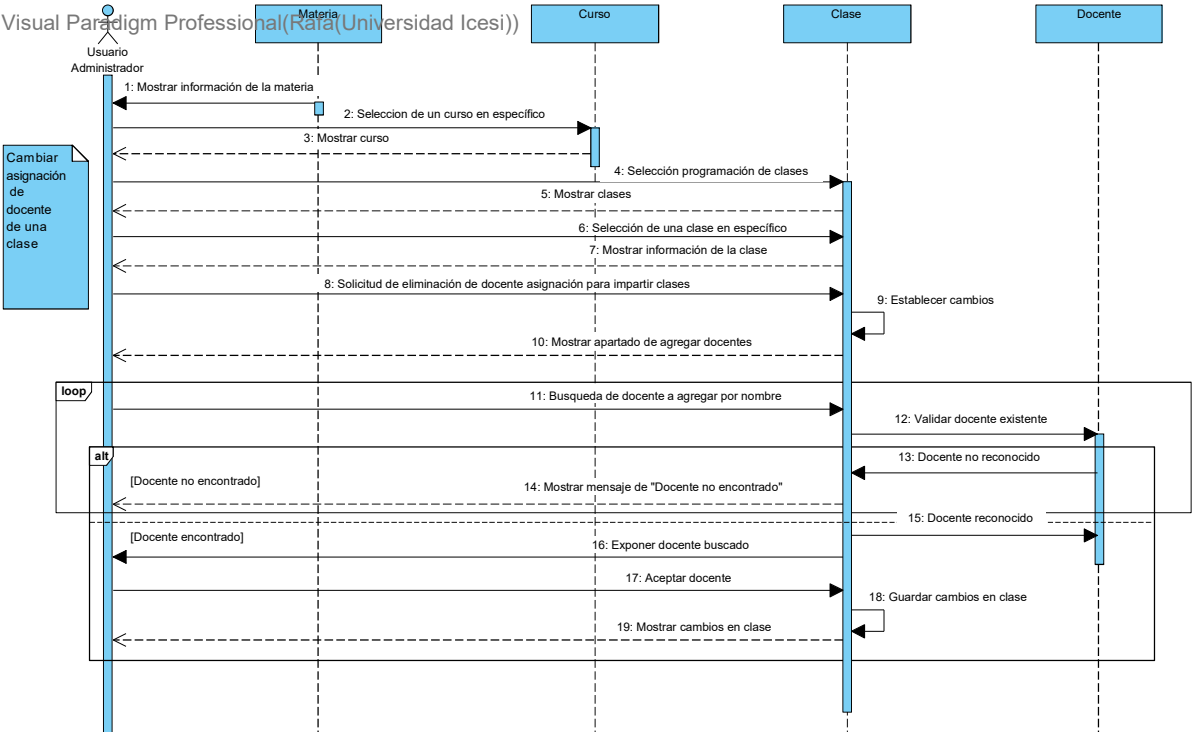 Visual Paradigm Professional(Rafa(Universidad Icesi))
Materia
Curso
Clase
Docente
Usuario
Administrador
1: Mostrar información de la materia
2: Seleccion de un curso en específico
3: Mostrar curso
Cambiar
asignación
de
docente
de una
clase
4: Selección programación de clases
5: Mostrar clases
6: Selección de una clase en específico
7: Mostrar información de la clase
8: Solicitud de eliminación de docente asignación para impartir clases
9: Establecer cambios
10: Mostrar apartado de agregar docentes
loop
11: Busqueda de docente a agregar por nombre
12: Validar docente existente
alt
13: Docente no reconocido
[Docente no encontrado]
14: Mostrar mensaje de "Docente no encontrado"
15: Docente reconocido
[Docente encontrado]
16: Exponer docente buscado
17: Aceptar docente
18: Guardar cambios en clase
19: Mostrar cambios en clase